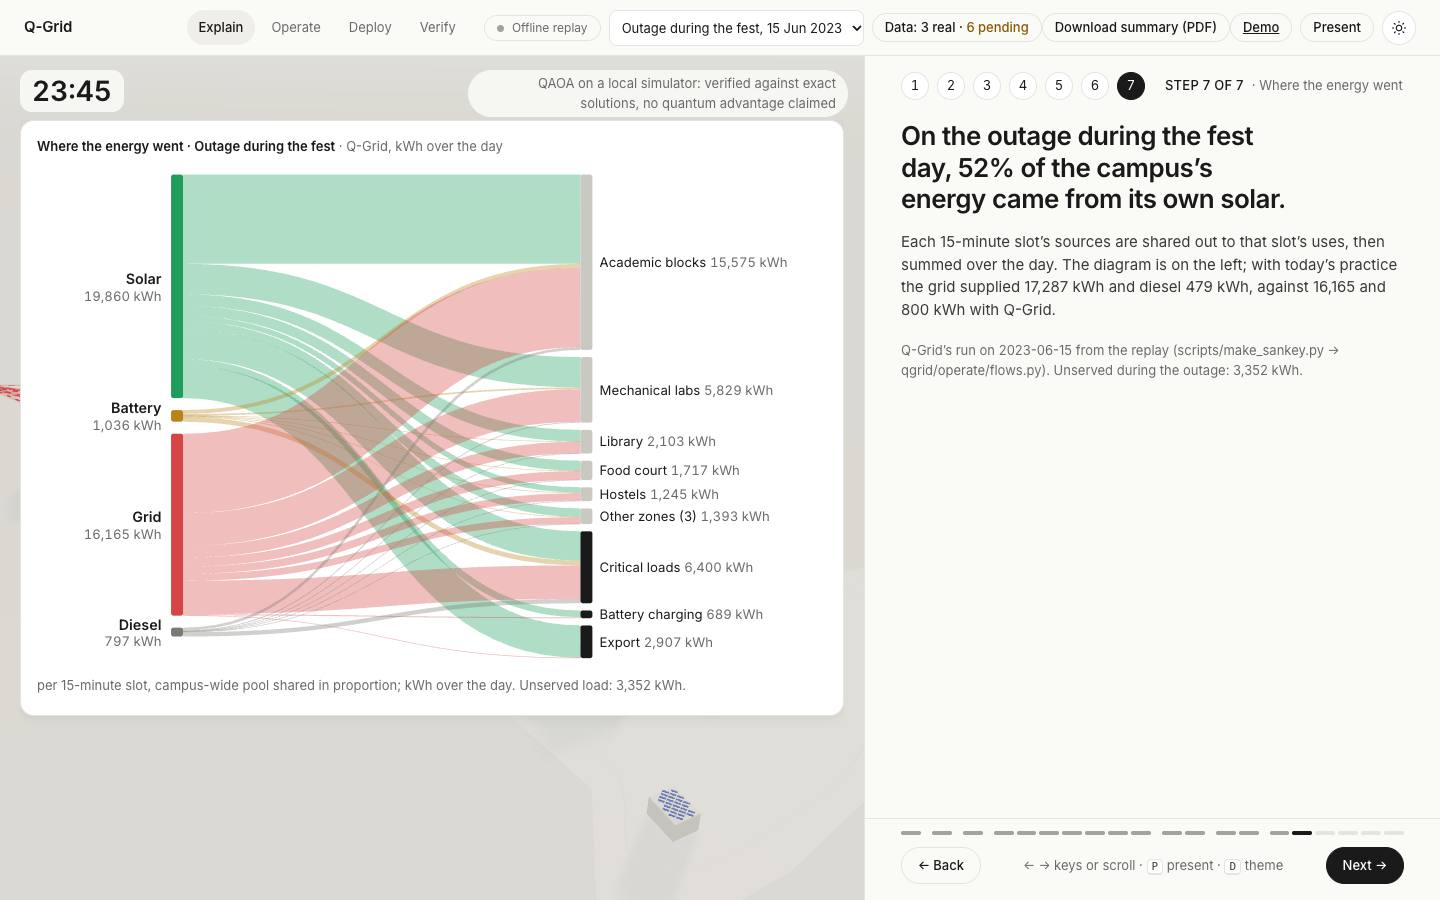 Q-Grid
Explain
Operate
Deploy
Verify
Offline replay
Outage during the fest, 15 Jun 2023
Data: 3 real · 6 pending
Download summary (PDF)
Demo
Present
23:45
QAOA on a local simulator: verified against exact
solutions, no quantum advantage claimed
Where the energy went · Outage during the fest · Q-Grid, kWh over the day
Solar
19,860 kWh
Battery
1,036 kWh
Grid
16,165 kWh
Diesel
797 kWh
Academic blocks 15,575 kWh
Mechanical labs 5,829 kWh
Library 2,103 kWh
Food court 1,717 kWh
Hostels 1,245 kWh
Other zones (3) 1,393 kWh
Critical loads 6,400 kWh
Battery charging 689 kWh
Export 2,907 kWh
per 15-minute slot, campus-wide pool shared in proportion; kWh over the day. Unserved load: 3,352 kWh.
1 2 3 4 5 6 7 STEP 7 OF 7 · Where the energy went
On the outage during the fest
day, 52% of the campus’s
energy came from its own solar.
Each 15-minute slot’s sources are shared out to that slot’s uses, then
summed over the day. The diagram is on the left; with today’s practice
the grid supplied 17,287 kWh and diesel 479 kWh, against 16,165 and
800 kWh with Q-Grid.
Q-Grid’s run on 2023-06-15 from the replay (scripts/make_sankey.py →
qgrid/operate/flows.py). Unserved during the outage: 3,352 kWh.
← Back
← → keys or scroll · P present · D theme
Next →